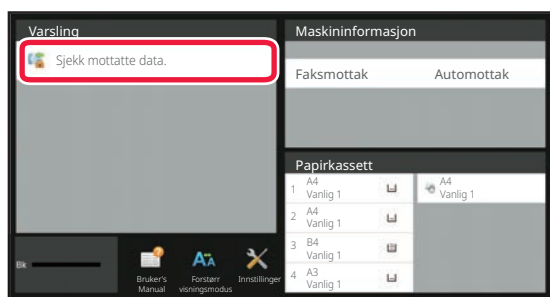 Varsling
Sjekk mottatte data.
Maskininformasjon
Faksmottak Automottak
Papirkassett
1 A4
Vanlig 1
A4
Vanlig 1
2 A4
Vanlig 1
3 B4
Vanlig 1
4 A3
Vanlig 1
Bk
Bruker's
Manual
Forstørr
visningsmodus
Innstillinger